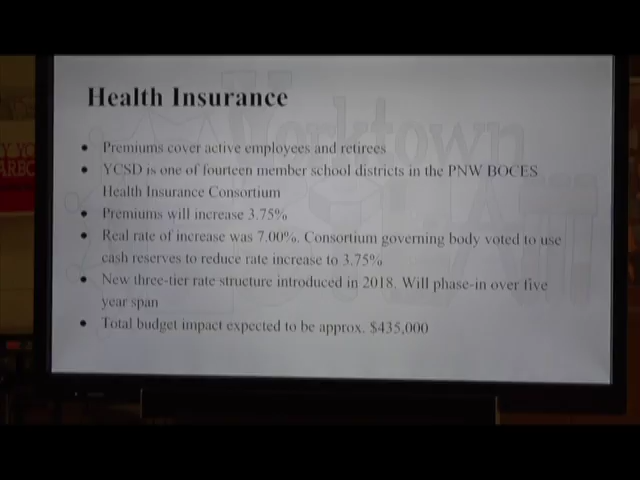 Health Insurance
• Premiums cover active employees and retirees
• YCSD is one of fourteen member school districts in the PNW BOCES
Health Insurance Consortium
• Premiums will increase 3.75%
• Real rate of increase was 7.00%. Consortium governing body voted to use
cash reserves to reduce rate increase to 3.75%
• New three-tier rate structure introduced in 2018. Will phase-in over five
year span
• Total budget impact expected to be approx. $435,000
Yorktown